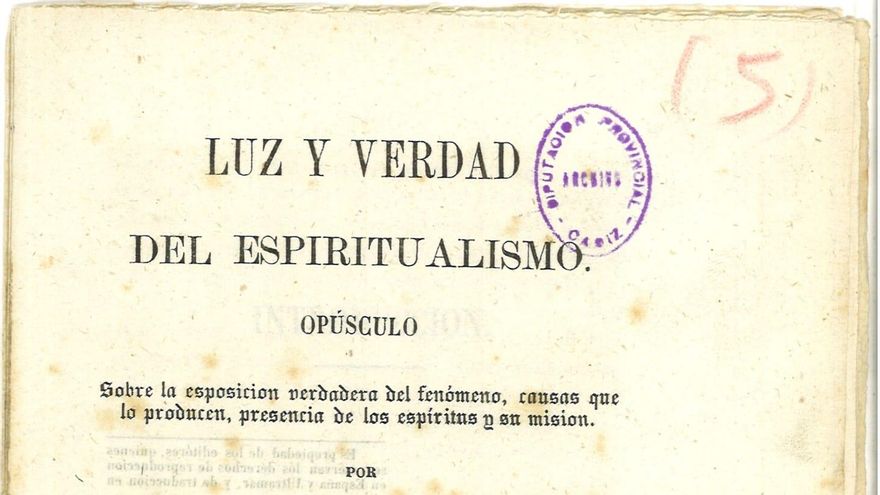 (5)
LUZ Y VERDAD
DIPUTACION PROVINCIAL
ARCHIVO
- CADIZ -
DEL ESPIRITUALISMO.
OPÚSCULO
Sobre la esposicion verdadera del fenómeno, causas que
lo producen, presencia de los espíritus y su mision.
POR